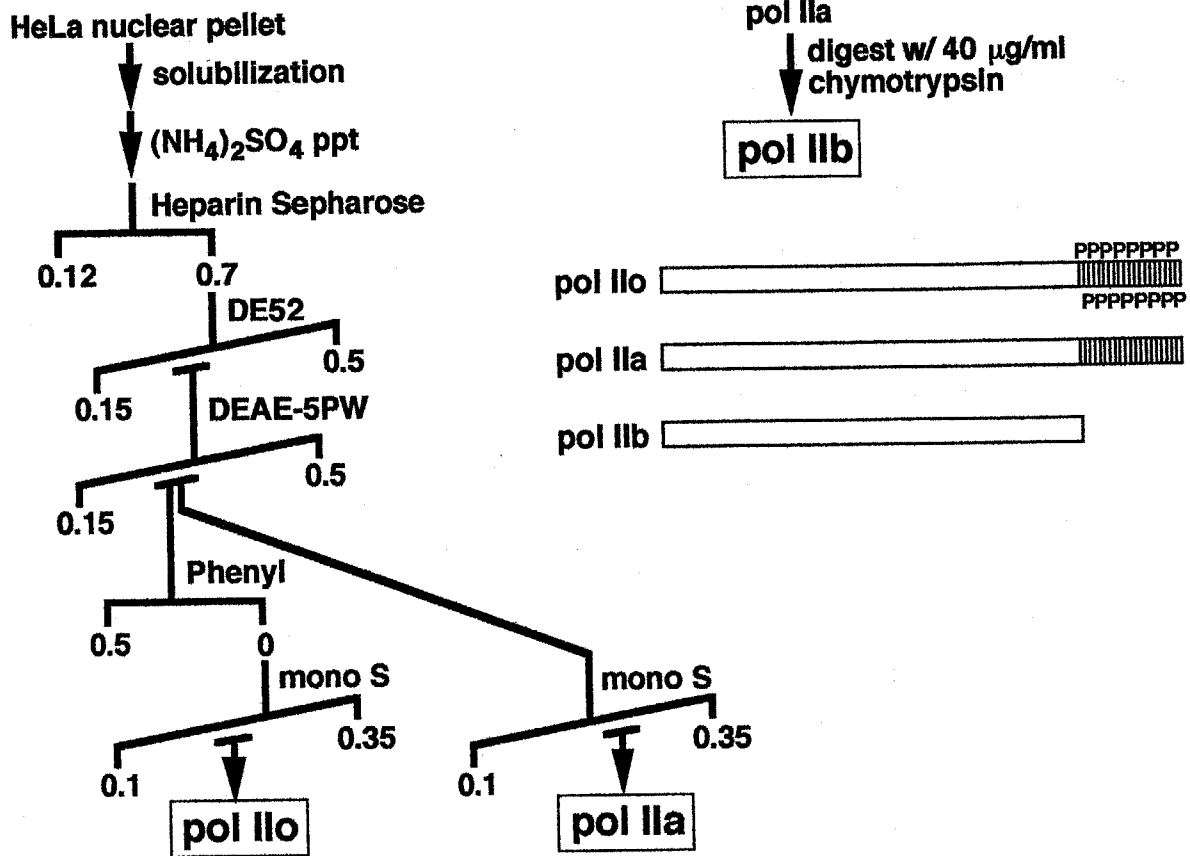 HeLa nuclear pellet
solubilization
(NH4)2SO4 ppt
Heparin Sepharose
0.12
0.7
DE52
0.15
0.5
DEAE-5PW
0.15
0.5
Phenyl
0.5
0
mono S
0.1
0.35
pol IIo
mono S
0.1
0.35
pol IIa
pol IIa
digest w/ 40 µg/ml
chymotrypsin
pol IIb
PPPPPPPP
pol IIo
PPPPPPPP
pol IIa
pol IIb